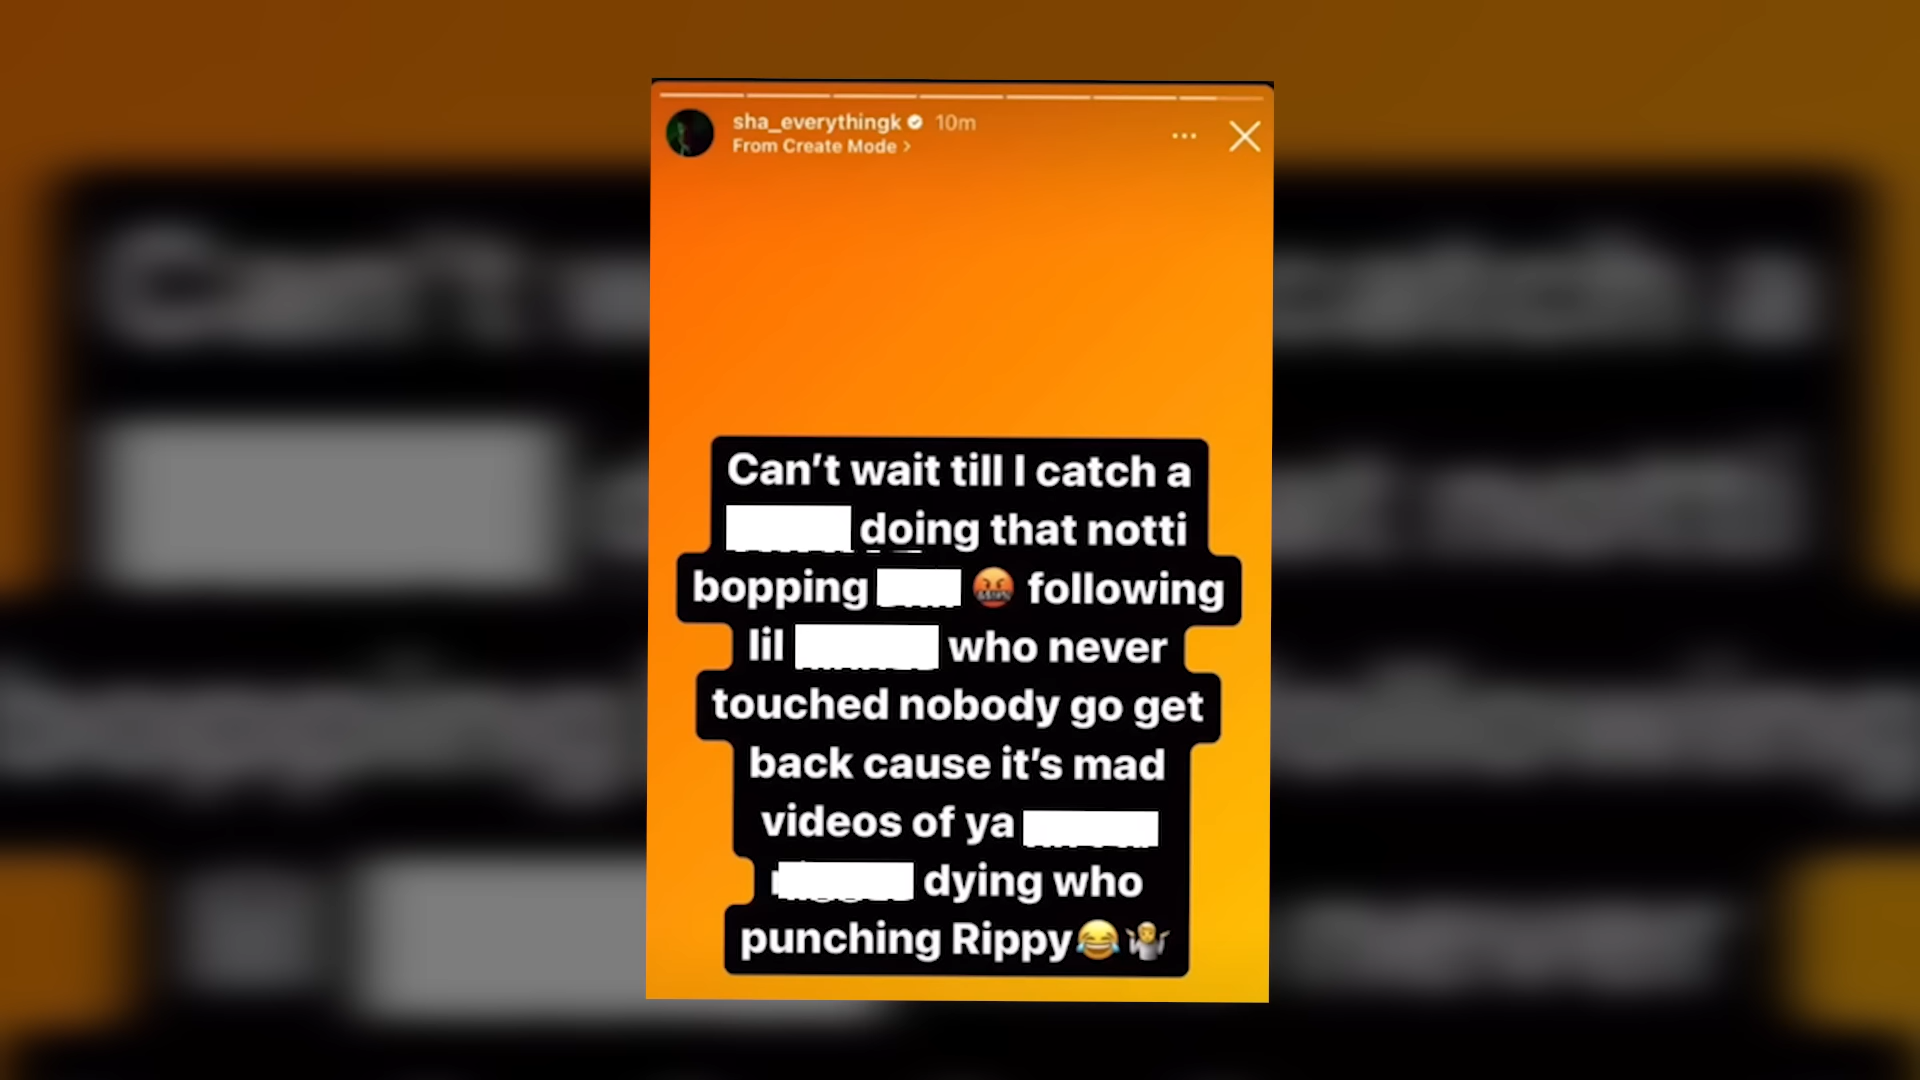 sha_everythingk 10m
From Create Mode >
Can't wait till I catch a
doing that notti
bopping 🤬 following
lil who never
touched nobody go get
back cause it's mad
videos of ya
dying who
punching Rippy😂🤷‍♂️